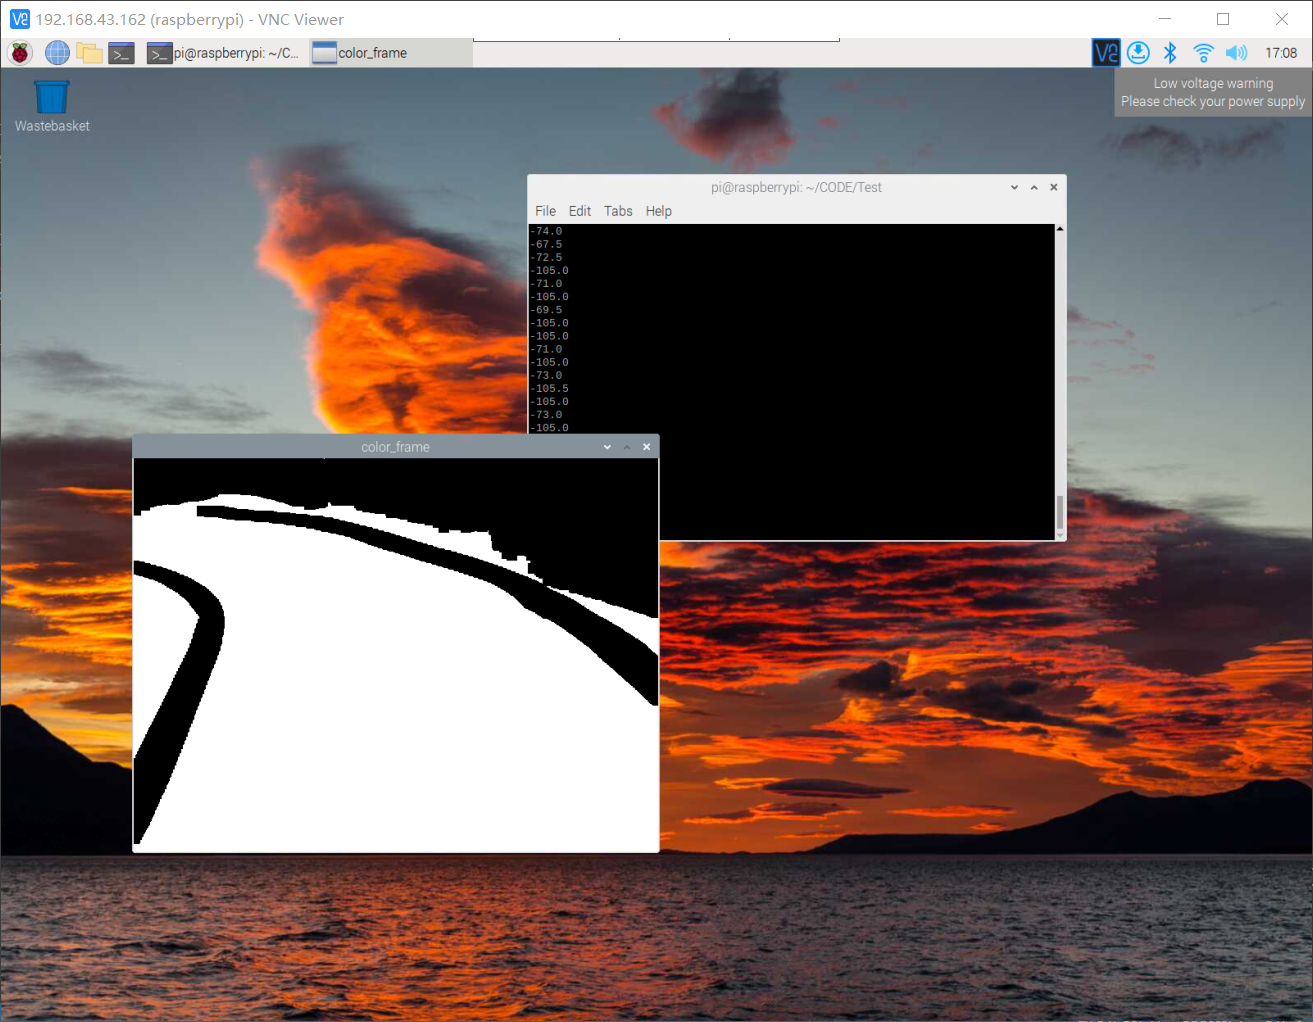 192.168.43.162 (raspberrypi) - VNC Viewer
pi@raspberrypi: ~/C...
color_frame
17:08
Low voltage warning
Please check your power supply
Wastebasket
pi@raspberrypi: ~/CODE/Test
File Edit Tabs Help
-74.0
-67.5
-72.5
-105.0
-71.0
-105.0
-69.5
-105.0
-105.0
-71.0
-105.0
-73.0
-105.5
-105.0
-73.0
-105.0
color_frame